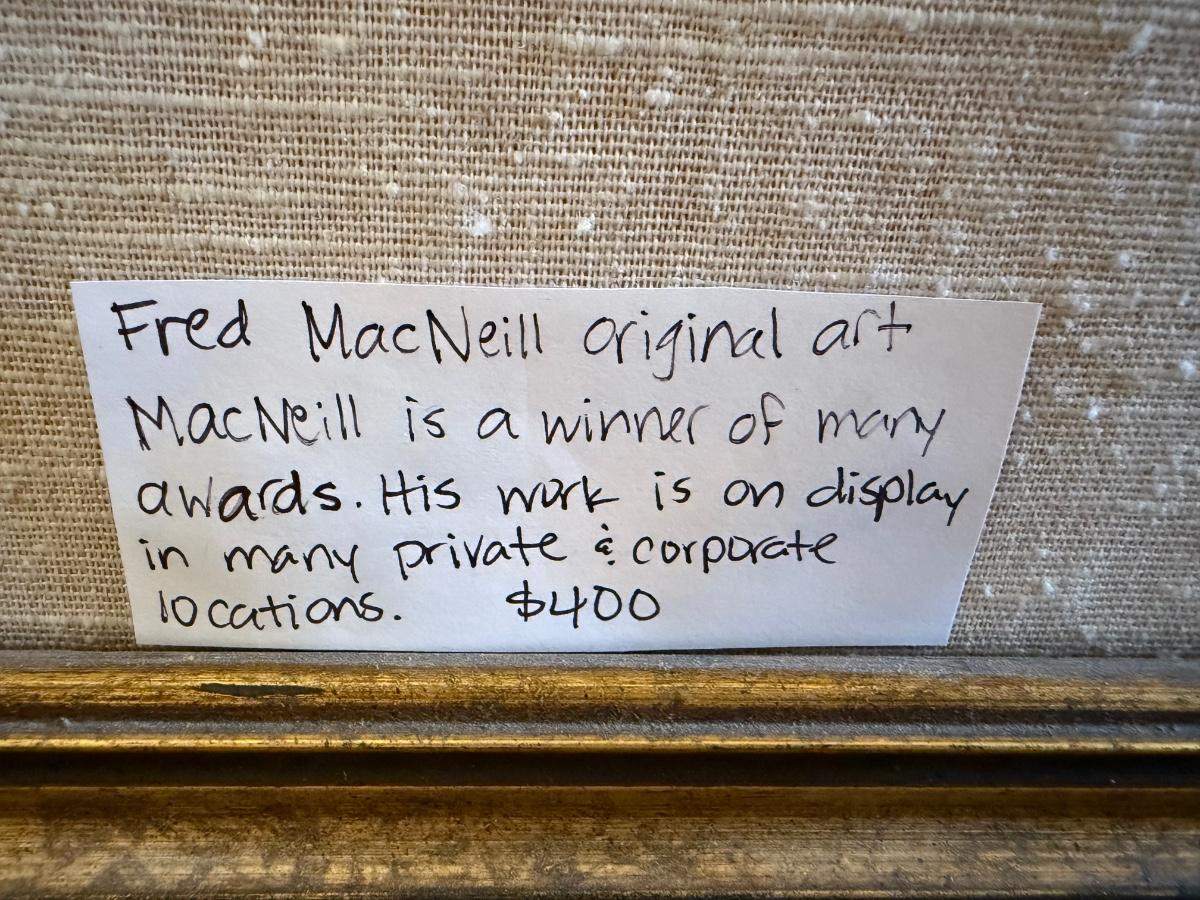 Fred MacNeill original art
MacNeill is a winner of many
awards. His work is on display
in many private & corporate
locations. $400